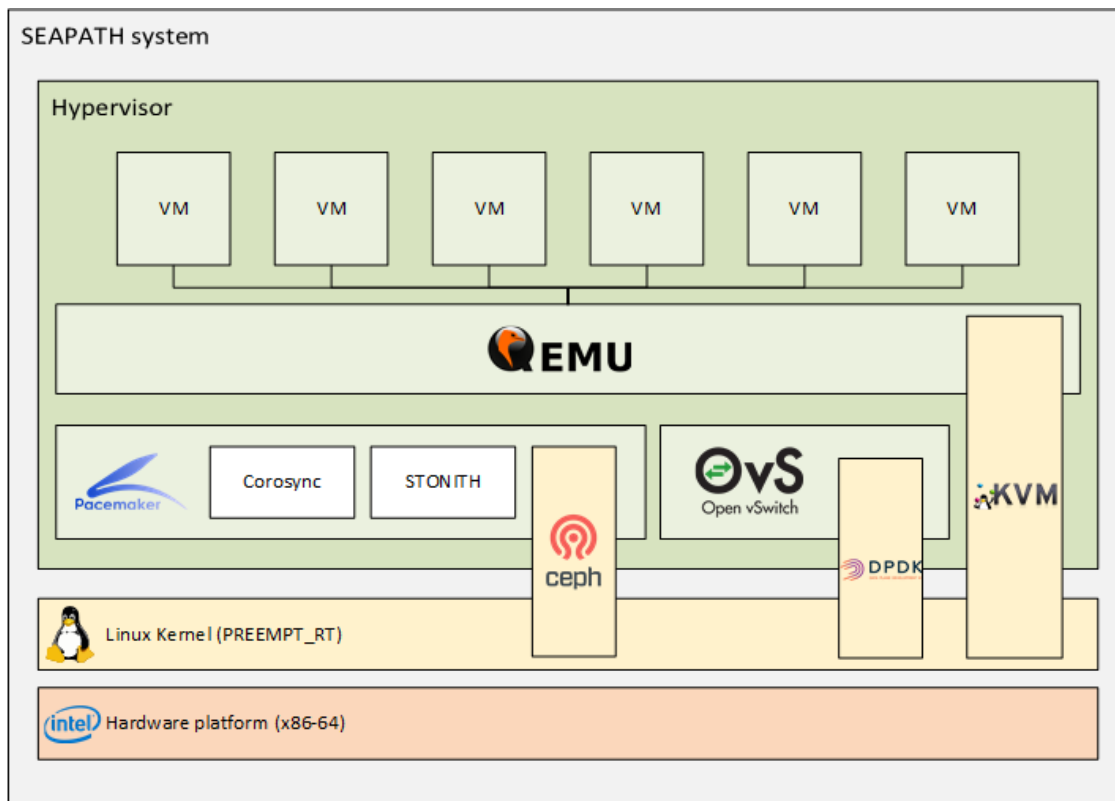 SEAPATH system
Hypervisor
VM
VM
VM
VM
VM
VM
QEMU
Pacemaker
Corosync
STONITH
ceph
OvS
Open vSwitch
DPDK
KVM
Linux Kernel (PREEMPT_RT)
intel
Hardware platform (x86-64)